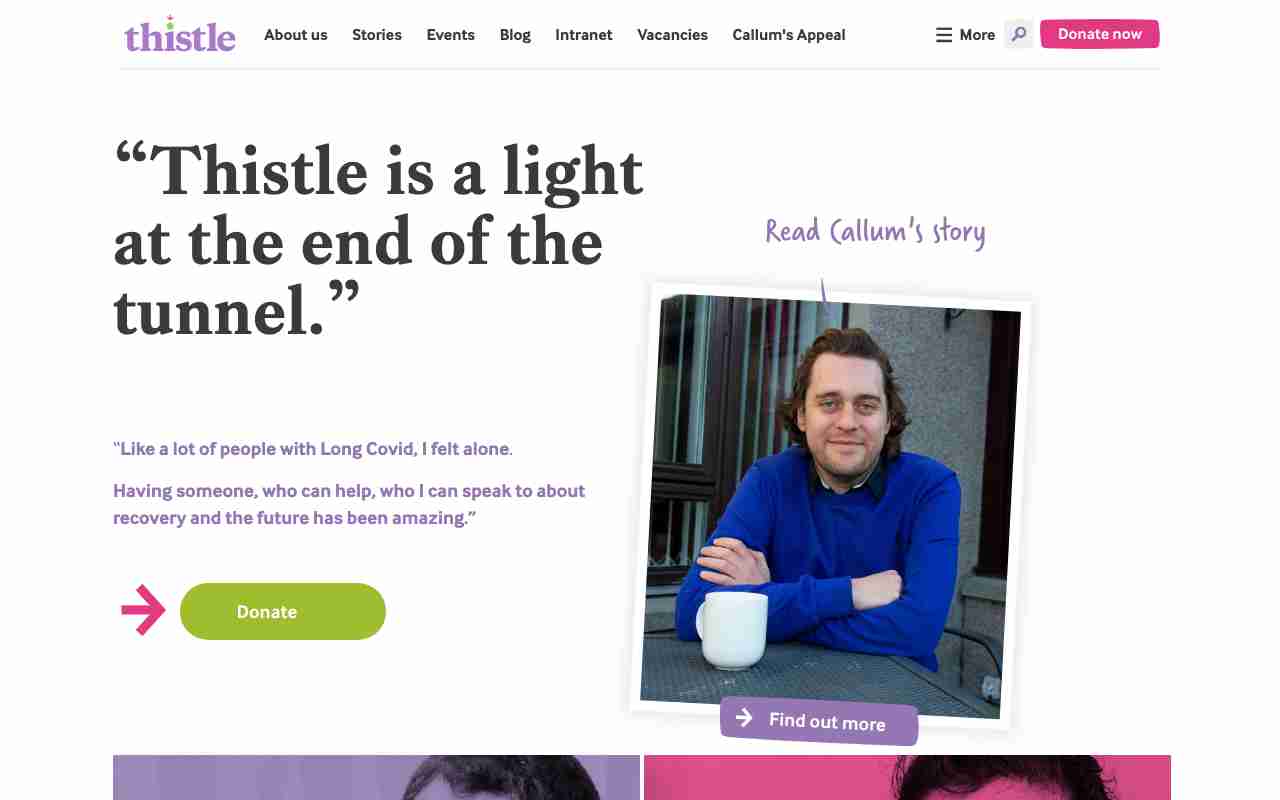 thistle
About us
Stories
Events
Blog
Intranet
Vacancies
Callum's Appeal
More
Donate now
“Thistle is a light
at the end of the
tunnel.”
Read Callum's story
“Like a lot of people with Long Covid, I felt alone.
Having someone, who can help, who I can speak to about
recovery and the future has been amazing.”
Donate
Find out more